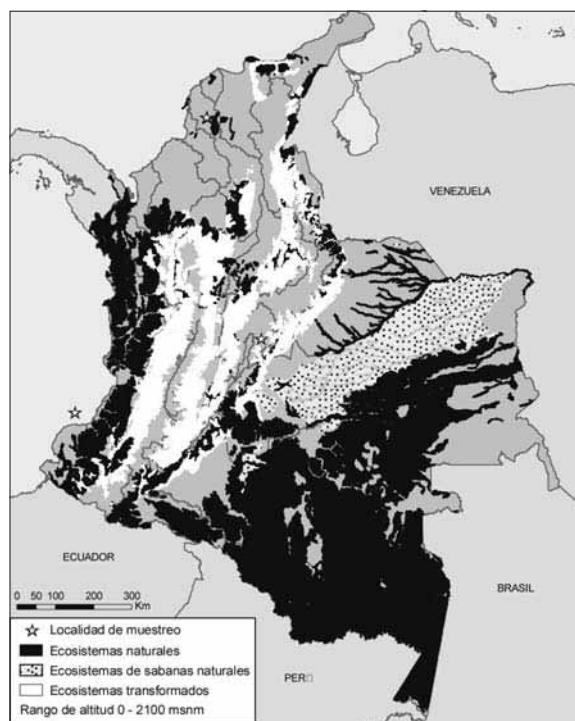 VENEZUELA
ECUADOR
BRASIL
PERÚ
0 50 100 200 300
Km
Localidad de muestreo
Ecosistemas naturales
Ecosistemas de sabanas naturales
Ecosistemas transformados
Rango de altitud 0 - 2100 msnm